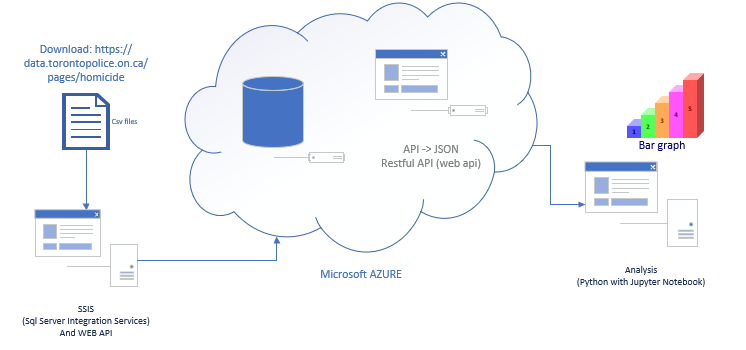 Download: https://
data.torontopolice.on.ca/
pages/homicide
Csv files
API -> JSON
Restful API (web api)
1
2
3
4
5
Bar graph
Microsoft AZURE
SSIS
(Sql Server Integration Services)
And WEB API
Analysis
(Python with Jupyter Notebook)